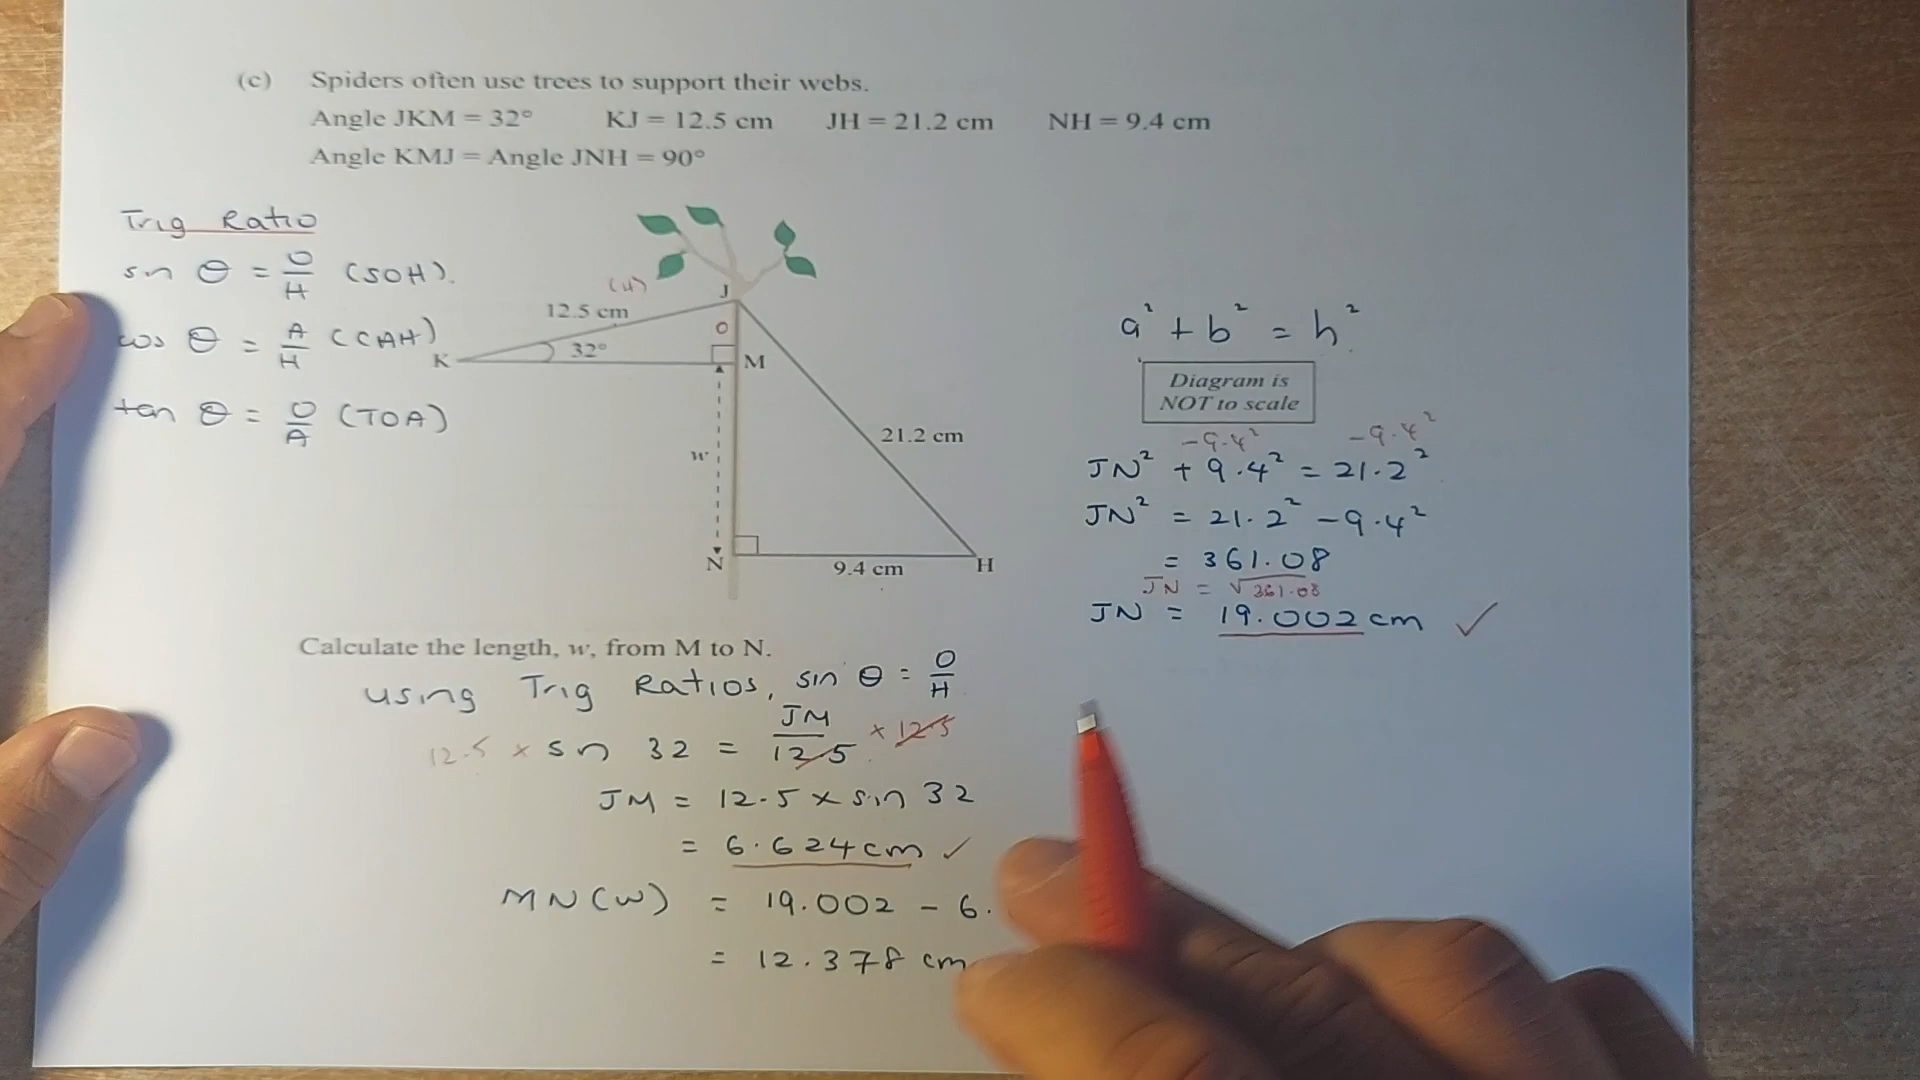 (c) Spiders often use trees to support their webs.
Angle JKM = 32° KJ = 12.5 cm JH = 21.2 cm NH = 9.4 cm
Angle KMJ = Angle JNH = 90°
Trig Ratio
sin θ = O/H (SOH).
cos θ = A/H (CAH)
tan θ = O/A (TOA)
(H)
J
12.5 cm
O
32°
K
M
21.2 cm
w
N
9.4 cm
H
a² + b² = h²
Diagram is
NOT to scale
-9.4² -9.4²
JN² + 9.4² = 21.2²
JN² = 21.2² - 9.4²
= 361.08
JN = √361.08
JN = 19.002 cm ✓
Calculate the length, w, from M to N.
using Trig Ratios, sin θ = O/H
12.5 × sin 32 = JM/12.5 × 12.5
JM = 12.5 × sin 32
= 6.624 cm ✓
MN (w) = 19.002 - 6.
= 12.378 cm